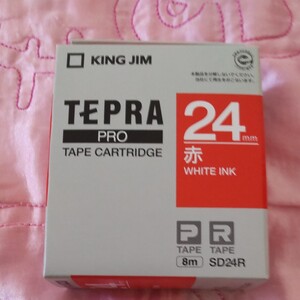 KING JIM
TEPRA
PRO
TAPE CARTRIDGE
24mm
赤
WHITE INK
P R
TAPE TAPE
8m SD24R